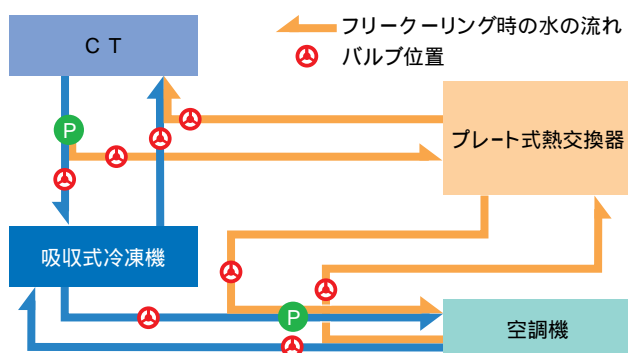 CT
フリークーリング時の水の流れ
バルブ位置
P
プレート式熱交換器
吸収式冷凍機
P
空調機